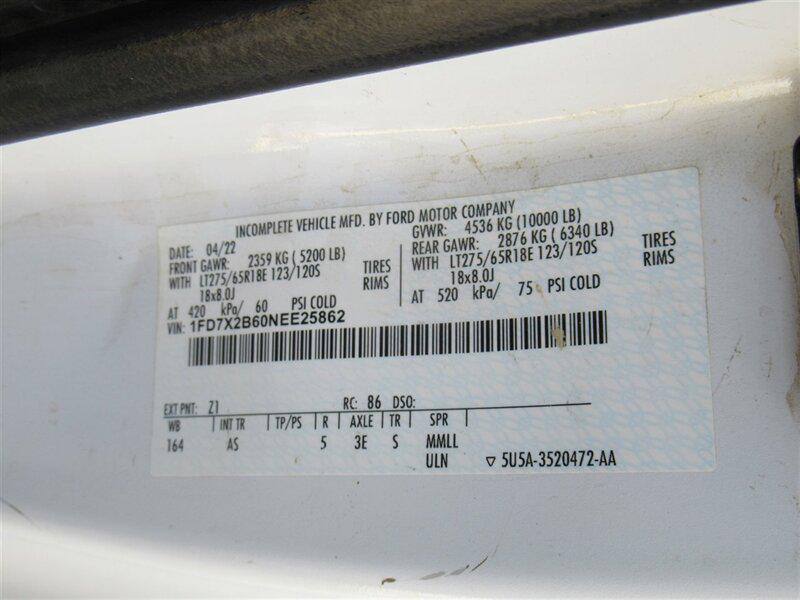 INCOMPLETE VEHICLE MFD. BY FORD MOTOR COMPANY
DATE: 04/22 GVWR: 4536 KG (10000 LB)
FRONT GAWR: 2359 KG ( 5200 LB) REAR GAWR: 2876 KG ( 6340 LB)
WITH LT275/65R18E 123/120S TIRES WITH LT275/65R18E 123/120S TIRES
18x8.0J RIMS 18x8.0J RIMS
AT 420 kPa/ 60 PSI COLD AT 520 kPa/ 75 PSI COLD
VIN: 1FD7X2B60NEE25862
EXT PNT: Z1 RC: 86 DSO:
WB INT TR TP/PS R AXLE TR SPR
164 AS 5 3E S MMLL
ULN ▽ 5U5A-3520472-AA